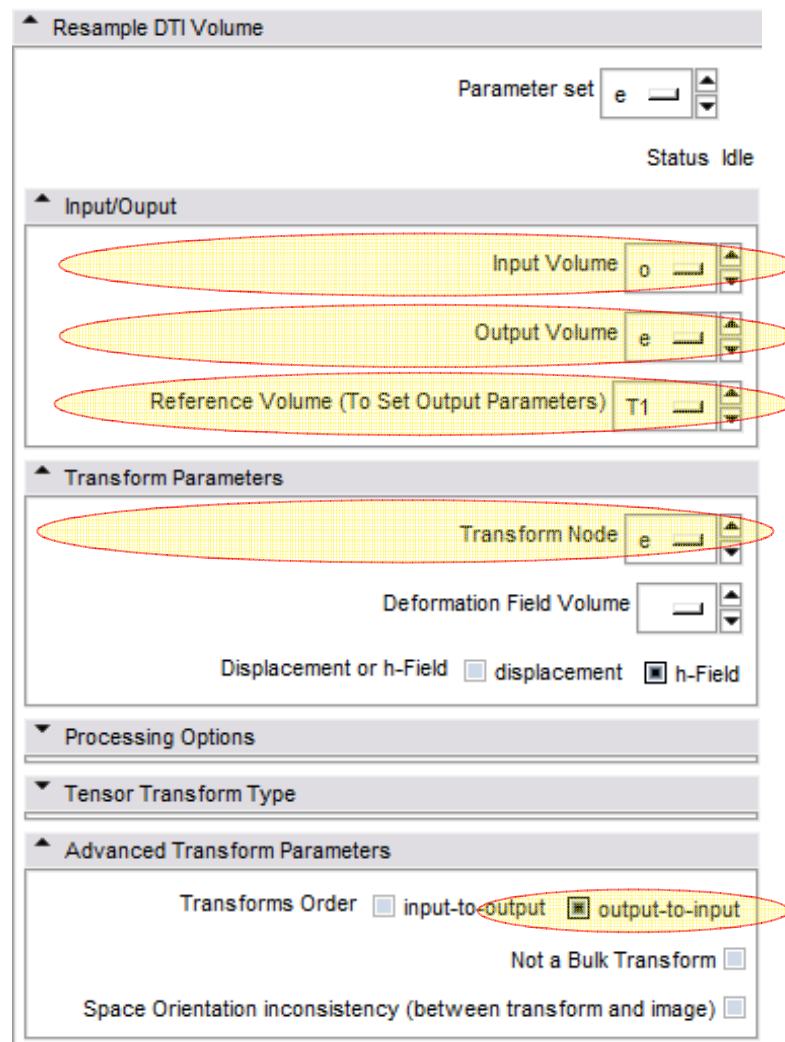 Resample DTI Volume
Parameter set e
Status Idle
Input/Ouput
Input Volume o
Output Volume e
Reference Volume (To Set Output Parameters) T1
Transform Parameters
Transform Node e
Deformation Field Volume
Displacement or h-Field displacement h-Field
Processing Options
Tensor Transform Type
Advanced Transform Parameters
Transforms Order input-to-output output-to-input
Not a Bulk Transform
Space Orientation inconsistency (between transform and image)